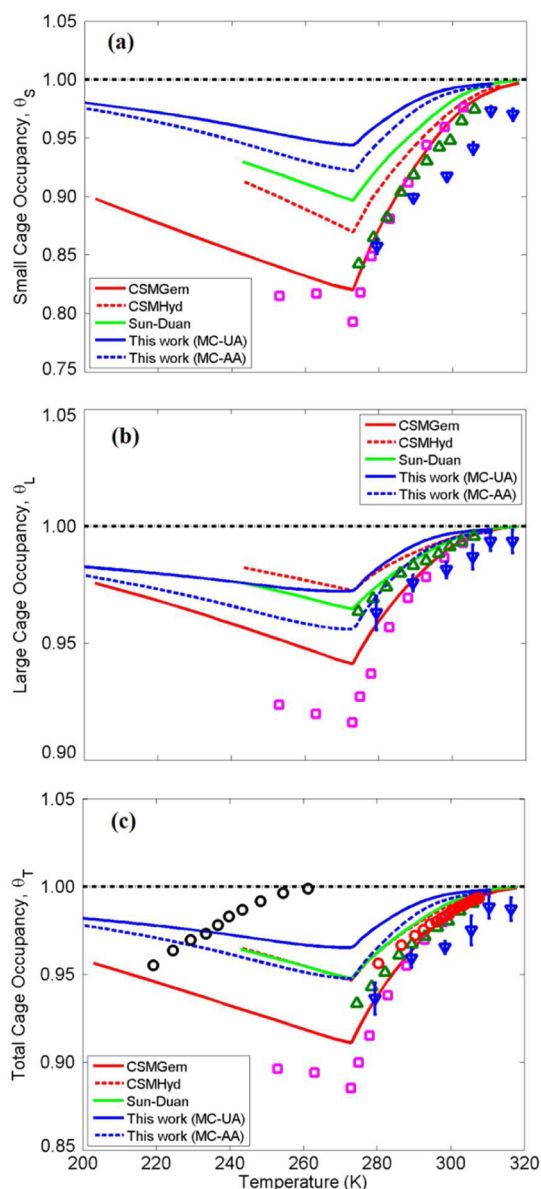 1.05
(a)
1.00
0.95
0.90
0.85
0.80
0.75
Small Cage Occupancy, θS
CSMGem
CSMHyd
Sun-Duan
This work (MC-UA)
This work (MC-AA)
1.05
(b)
1.00
0.95
0.90
Large Cage Occupancy, θL
CSMGem
CSMHyd
Sun-Duan
This work (MC-UA)
This work (MC-AA)
1.05
(c)
1.00
0.95
0.90
0.85
Total Cage Occupancy, θT
CSMGem
CSMHyd
Sun-Duan
This work (MC-UA)
This work (MC-AA)
200 220 240 260 280 300 320
Temperature (K)